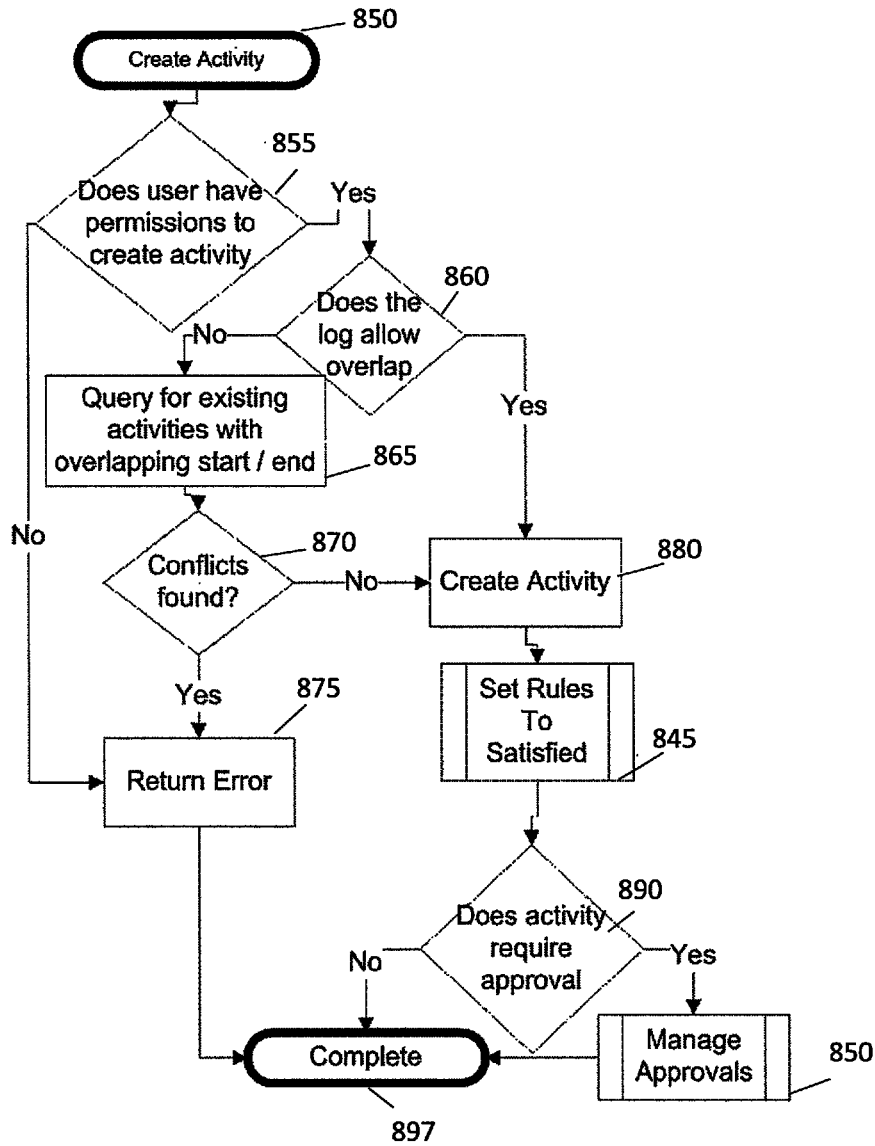 850
Create Activity
855
Does user have
permissions to
create activity
Yes
860
Does the
log allow
overlap
No
Yes
Query for existing
activities with
overlapping start / end
865
No
870
Conflicts
found?
No
880
Create Activity
Yes
875
Set Rules
To
Satisfied
845
Return Error
890
Does activity
require
approval
No
Yes
Complete
Manage
Approvals
850
897